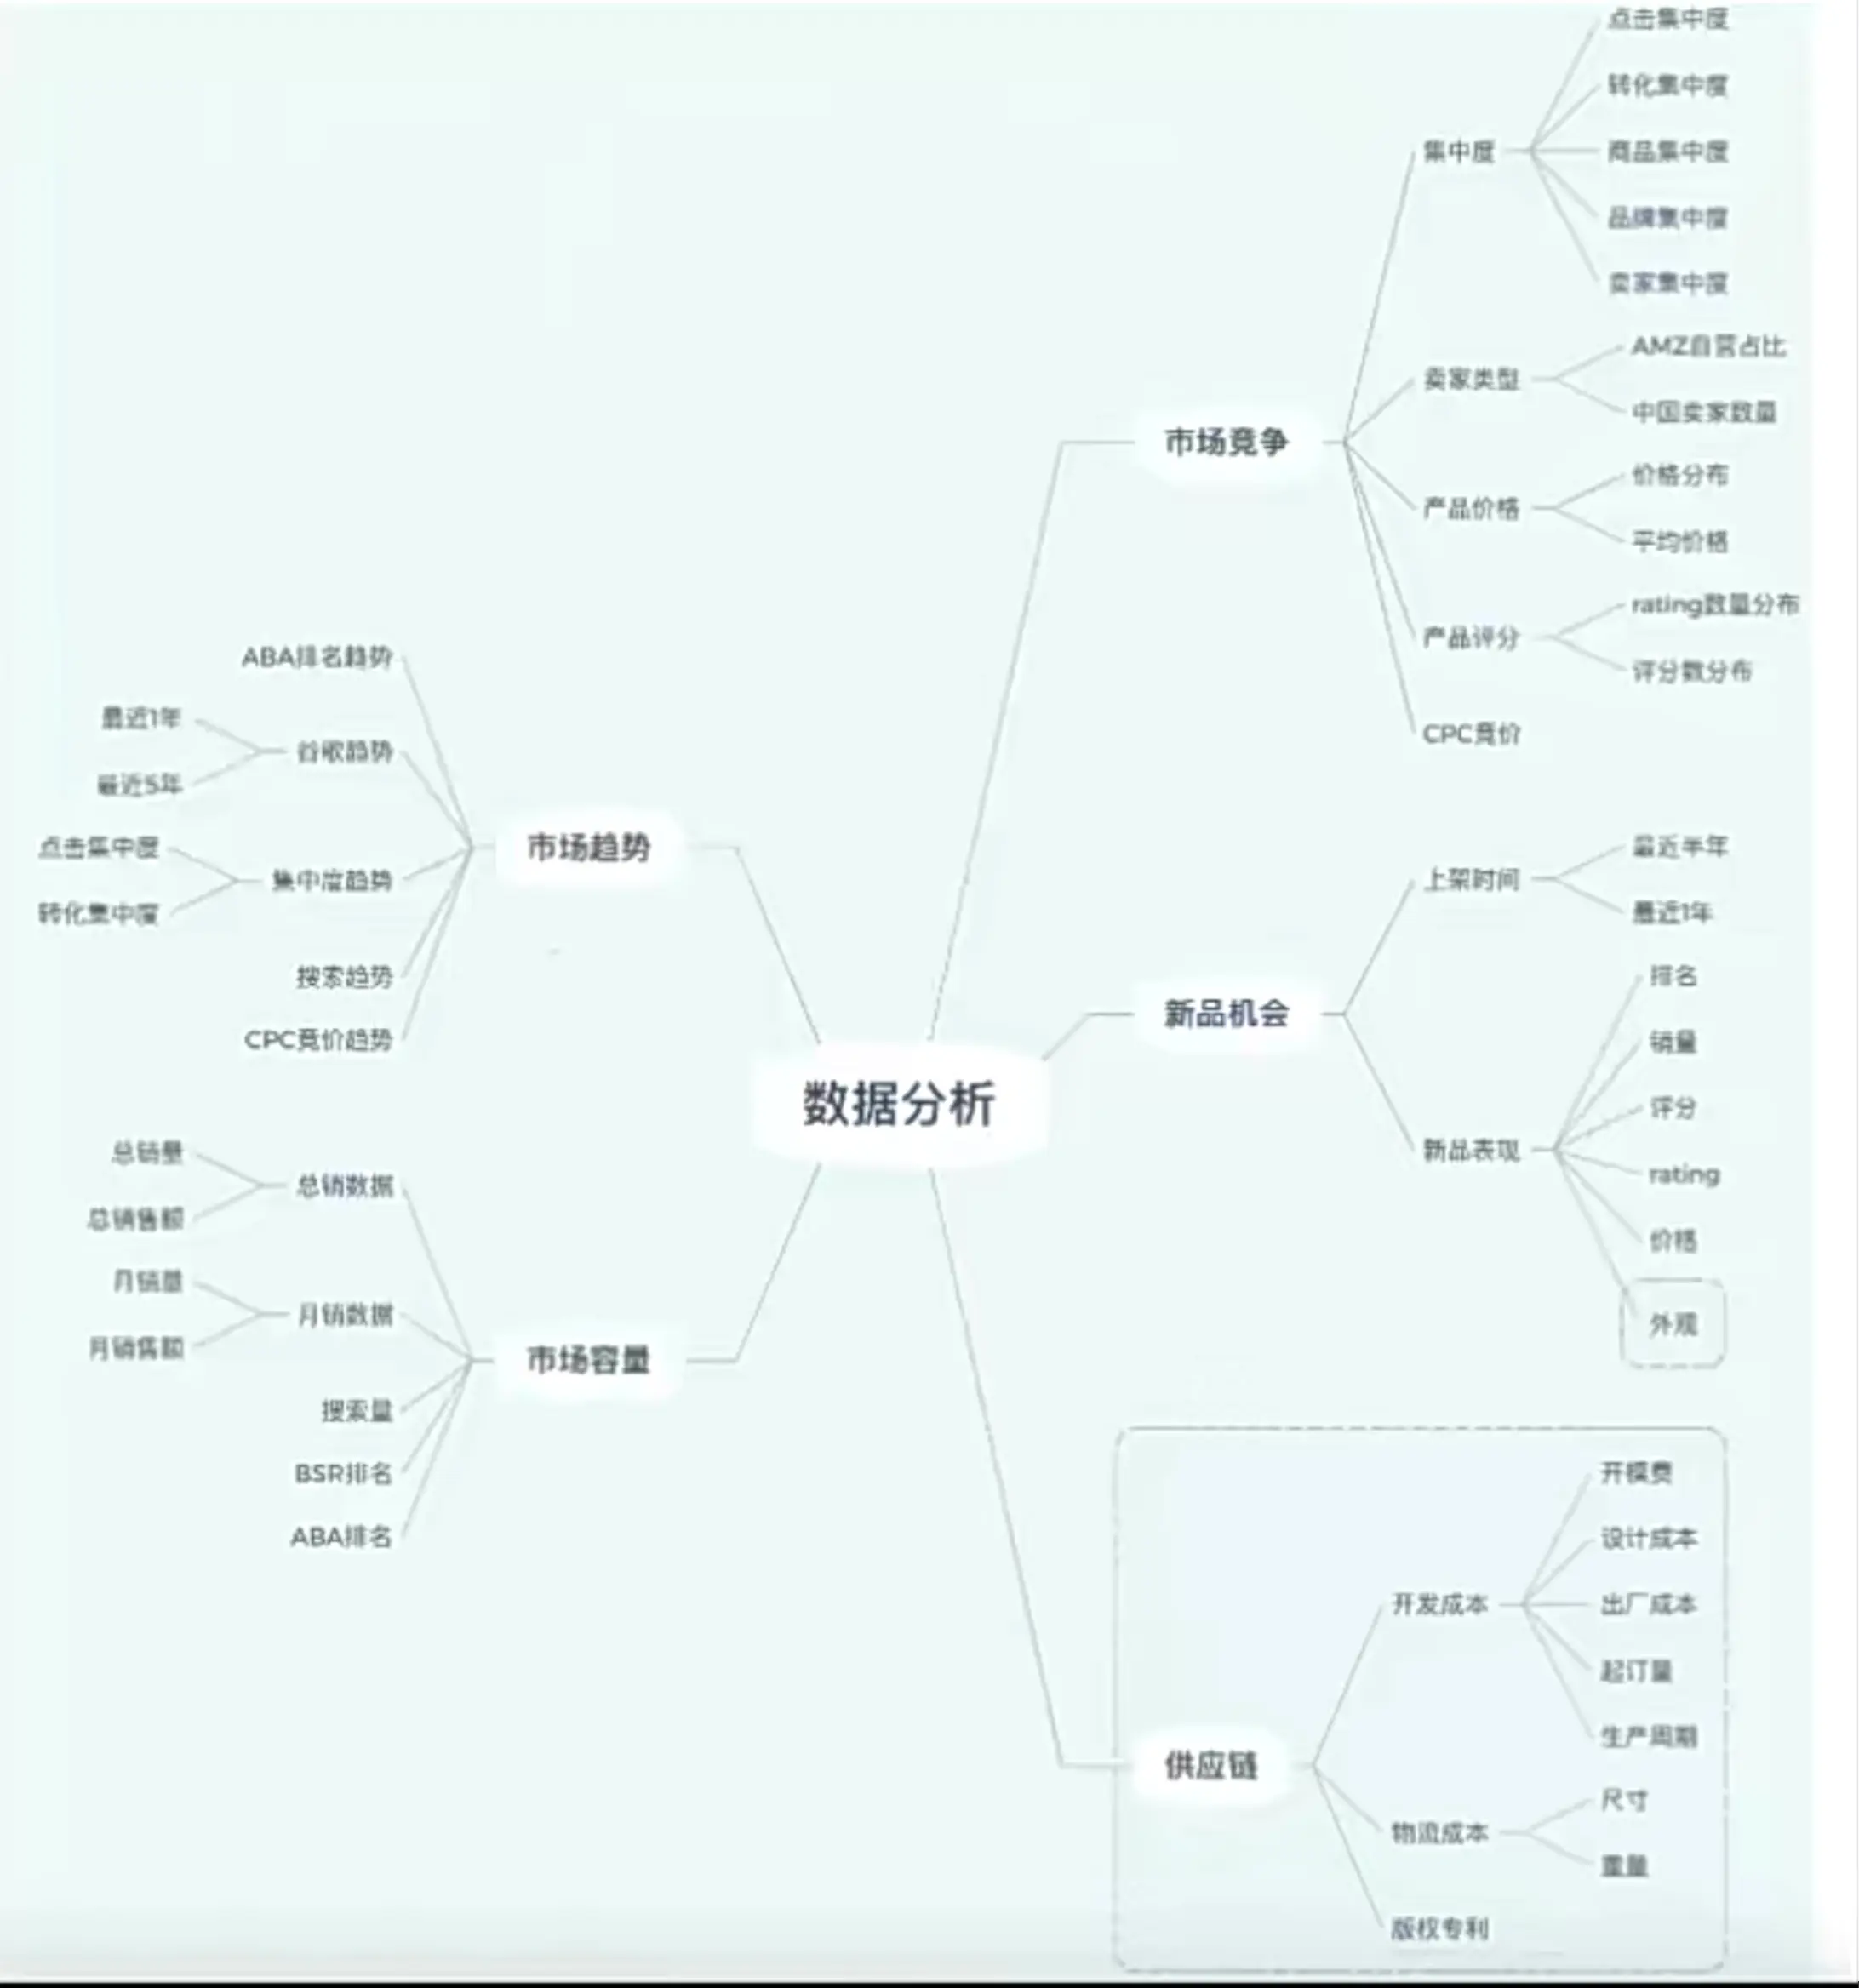 数据分析
市场竞争
集中度
点击集中度
转化集中度
商品集中度
品牌集中度
卖家集中度
卖家类型
AMZ自营占比
中国卖家数量
产品价格
价格分布
平均价格
产品评分
rating数量分布
评分数分布
CPC竞价
新品机会
上架时间
最近半年
最近1年
新品表现
排名
销量
评分
rating
价格
外观
供应链
开发成本
开模费
设计成本
出厂成本
起订量
生产周期
物流成本
尺寸
重量
版权专利
市场趋势
ABA排名趋势
谷歌趋势
最近1年
最近5年
集中度趋势
点击集中度
转化集中度
搜索趋势
CPC竞价趋势
市场容量
总销数据
总销量
总销售额
月销数据
月销量
月销售额
搜索量
BSR排名
ABA排名